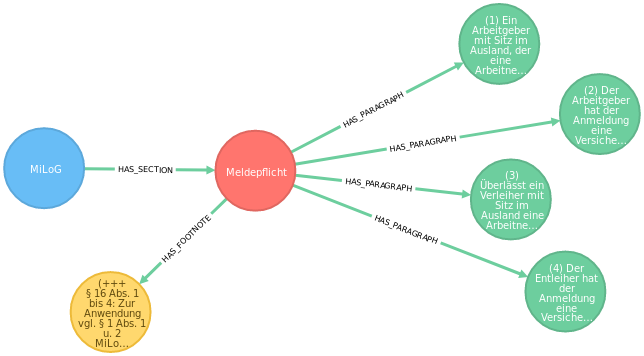 MiLoG
HAS_SECTION
Meldepflicht
HAS_PARAGRAPH
(1) Ein
Arbeitgeber
mit Sitz im
Ausland, der
eine
Arbeitne...
HAS_PARAGRAPH
(2) Der
Arbeitgeber
hat der
Anmeldung
eine
Versiche...
HAS_PARAGRAPH
(3)
Überlässt ein
Verleiher mit
Sitz im
Ausland eine
Arbeitne...
HAS_PARAGRAPH
(4) Der
Entleiher hat
der
Anmeldung
eine
Versiche...
HAS_FOOTNOTE
(+++
§ 16 Abs. 1
bis 4: Zur
Anwendung
vgl. § 1 Abs. 1
u. 2
MiLo...